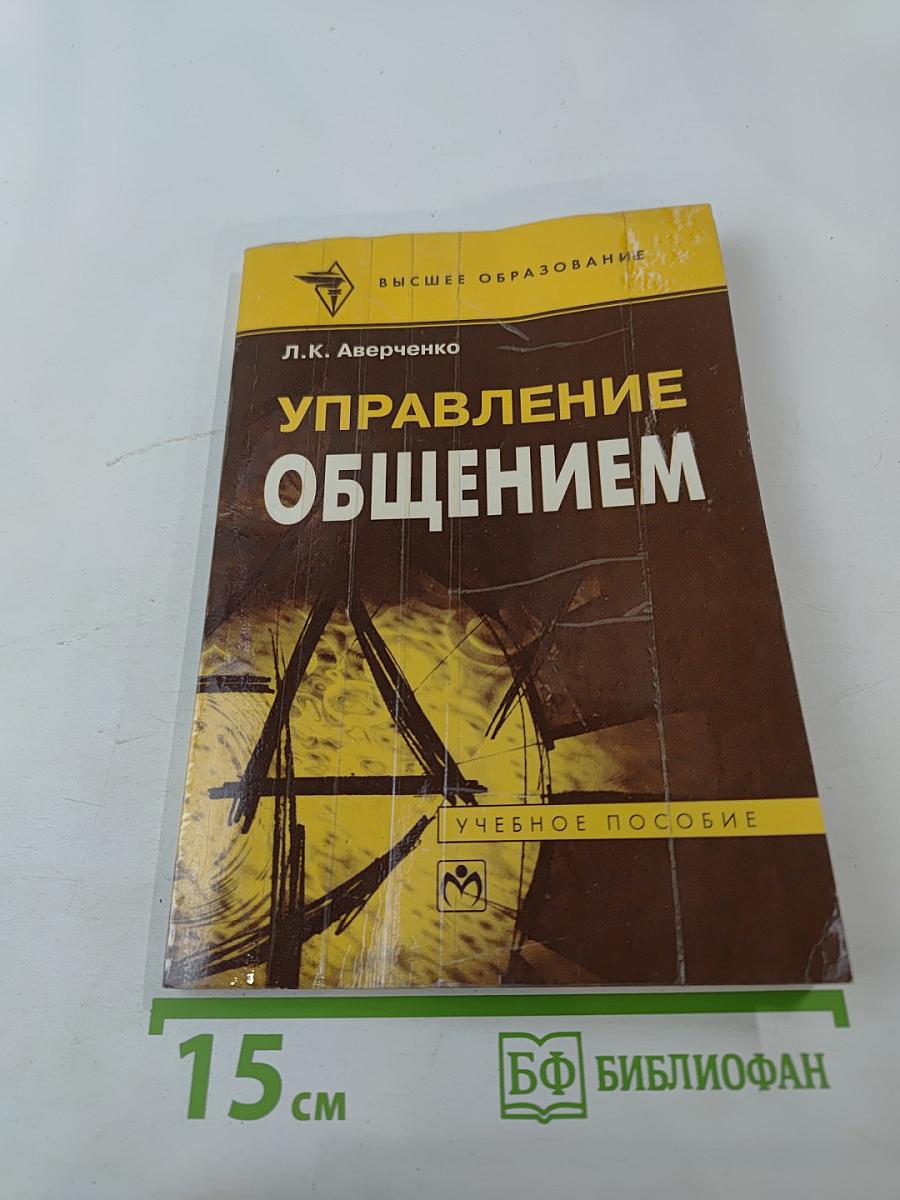 ВЫСШЕЕ ОБРАЗОВАНИЕ
Л.К. Аверченко
УПРАВЛЕНИЕ
ОБЩЕНИЕМ
УЧЕБНОЕ ПОСОБИЕ
15 см
БФ БИБЛИОФАН